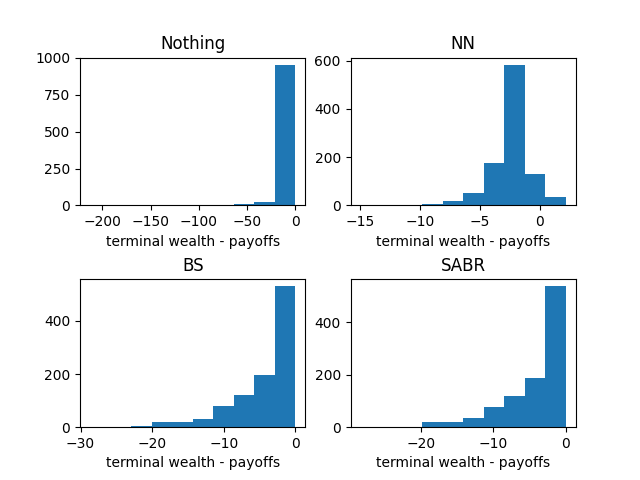 Nothing
NN
1000
750
500
250
0
−200 −150 −100 −50 0
terminal wealth - payoffs
600
400
200
0
−15 −10 −5 0
terminal wealth - payoffs
BS
SABR
400
200
0
−30 −20 −10 0
terminal wealth - payoffs
400
200
0
−20 −10 0
terminal wealth - payoffs